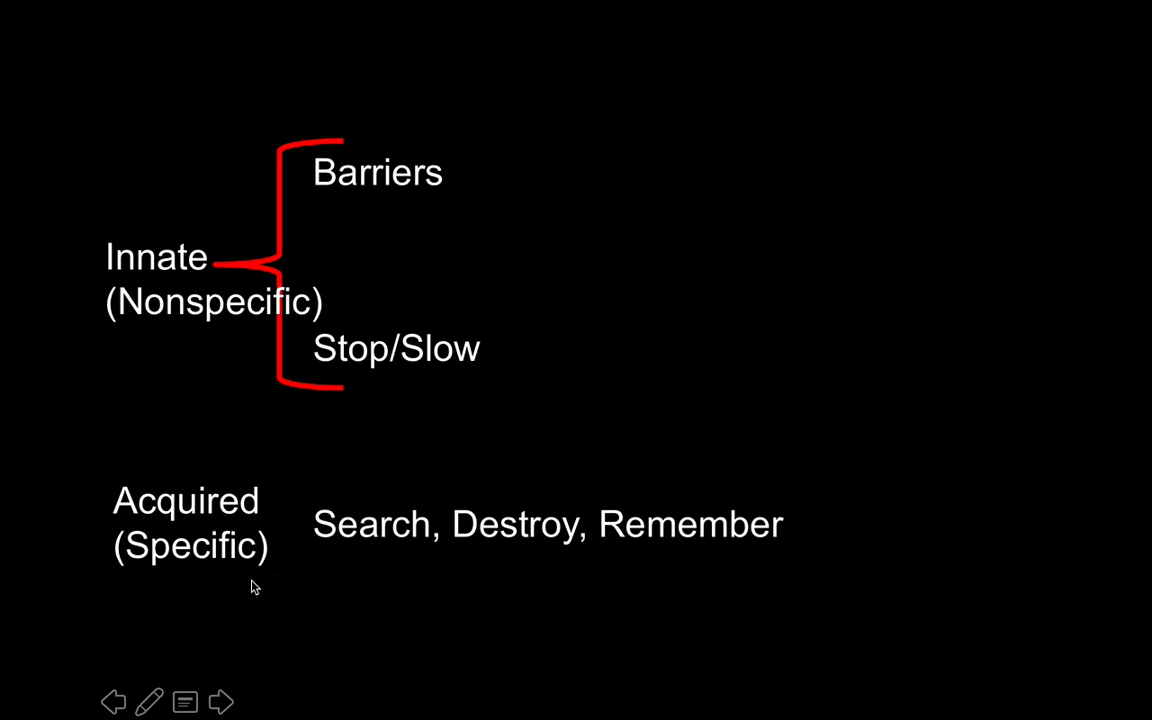 Barriers
Innate
(Nonspecific)
Stop/Slow
Acquired
(Specific)
Search, Destroy, Remember